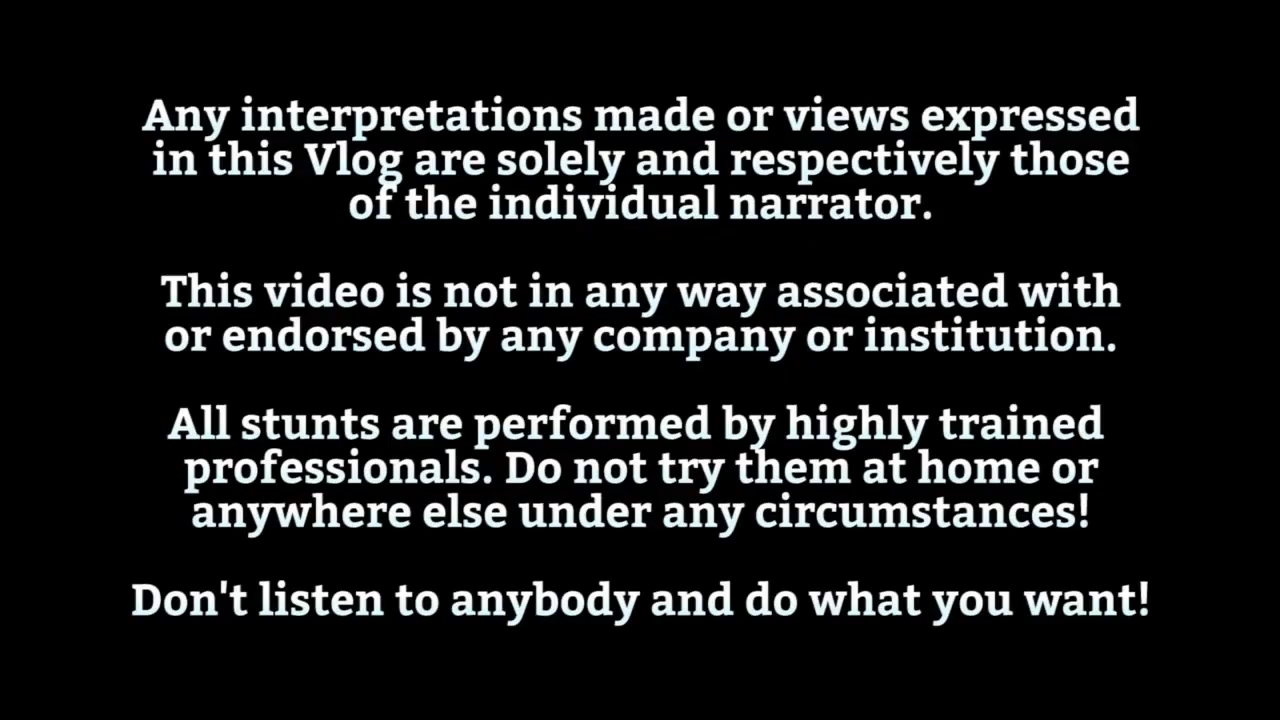 Any interpretations made or views expressed
in this Vlog are solely and respectively those
of the individual narrator.
This video is not in any way associated with
or endorsed by any company or institution.
All stunts are performed by highly trained
professionals. Do not try them at home or
anywhere else under any circumstances!
Don't listen to anybody and do what you want!